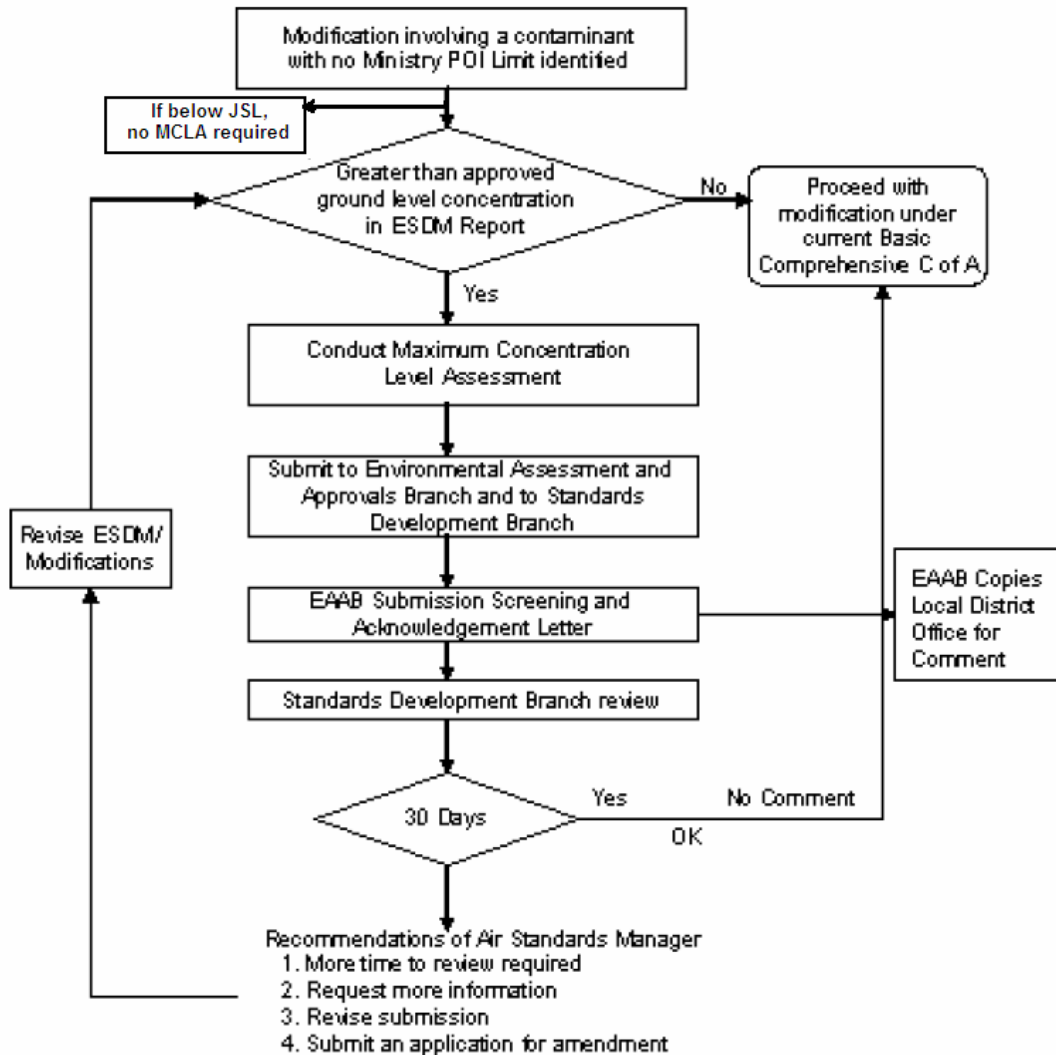 Modification involving a contaminant
with no Ministry POI Limit identified
If below JSL,
no MCLA required
Greater than approved
ground level concentration
in ESDM Report
No
Proceed with
modification under
current Basic
Comprehensive C of A
Yes
Conduct Maximum Concentration
Level Assessment
Submit to Environmental Assessment and
Approvals Branch and to Standards
Development Branch
Revise ESDM/
Modifications
EAAB Submission Screening and
Acknowledgement Letter
EAAB Copies
Local District
Office for
Comment
Standards Development Branch review
30 Days
Yes
No Comment
OK
Recommendations of Air Standards Manager
1. More time to review required
2. Request more information
3. Revise submission
4. Submit an application for amendment